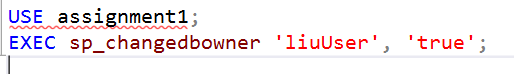 USE assignment1;
EXEC sp_changedbowner 'liuUser', 'true';